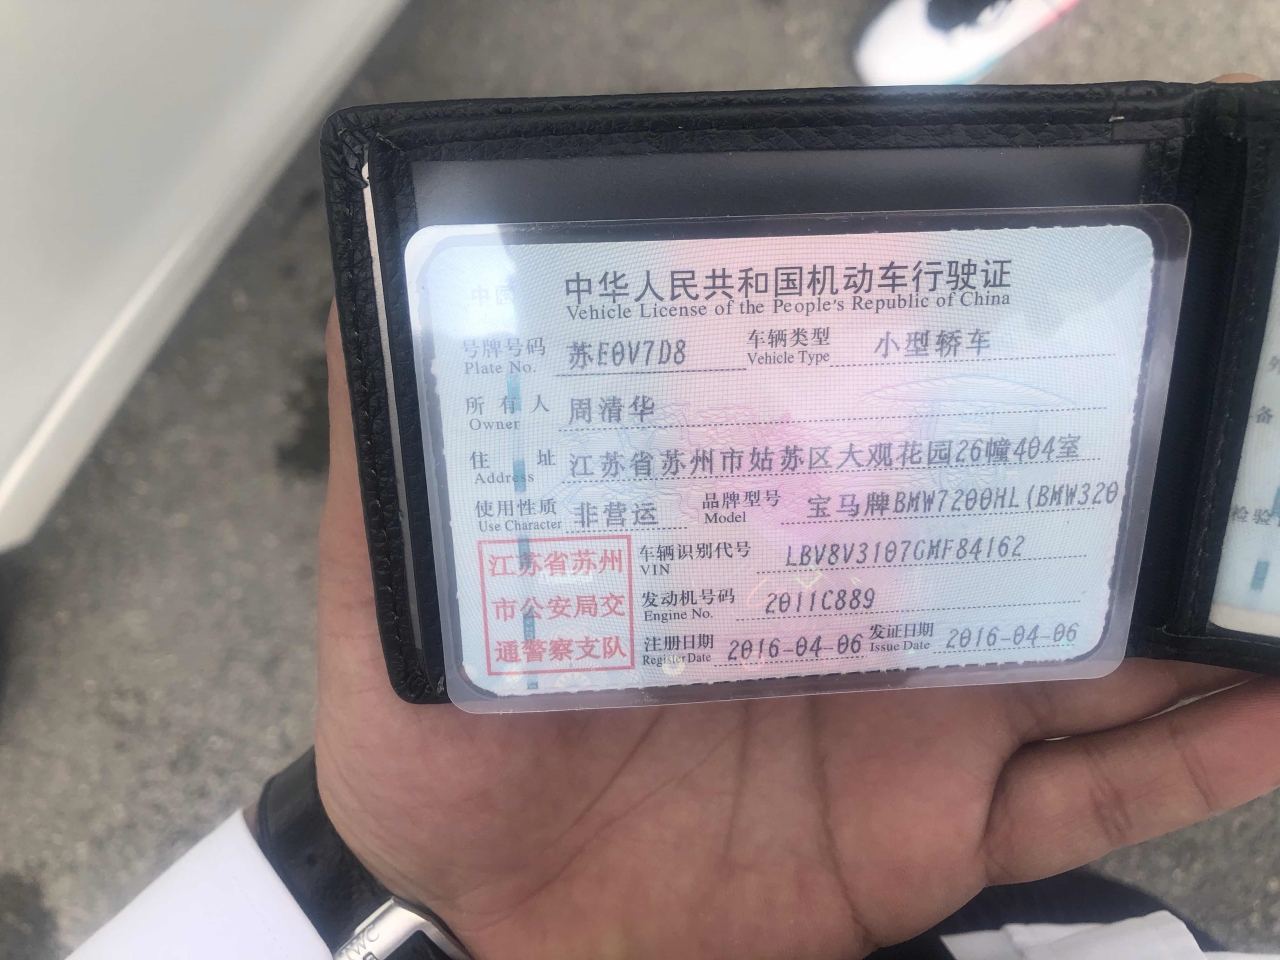 中华人民共和国机动车行驶证
Vehicle License of the People's Republic of China
号牌号码 苏E0V7D8 车辆类型 小型轿车
Plate No. Vehicle Type
所有人 周清华
Owner
住址 江苏省苏州市姑苏区大观花园26幢404室
Address
使用性质 非营运 品牌型号 宝马牌BMW7200HL(BMW320
Use Character Model
江苏省苏州
市公安局交
通警察支队
车辆识别代号 LBV8V3107GMF84162
VIN
发动机号码 2011C889
Engine No.
注册日期 2016-04-06 发证日期 2016-04-06
Register Date Issue Date
检验